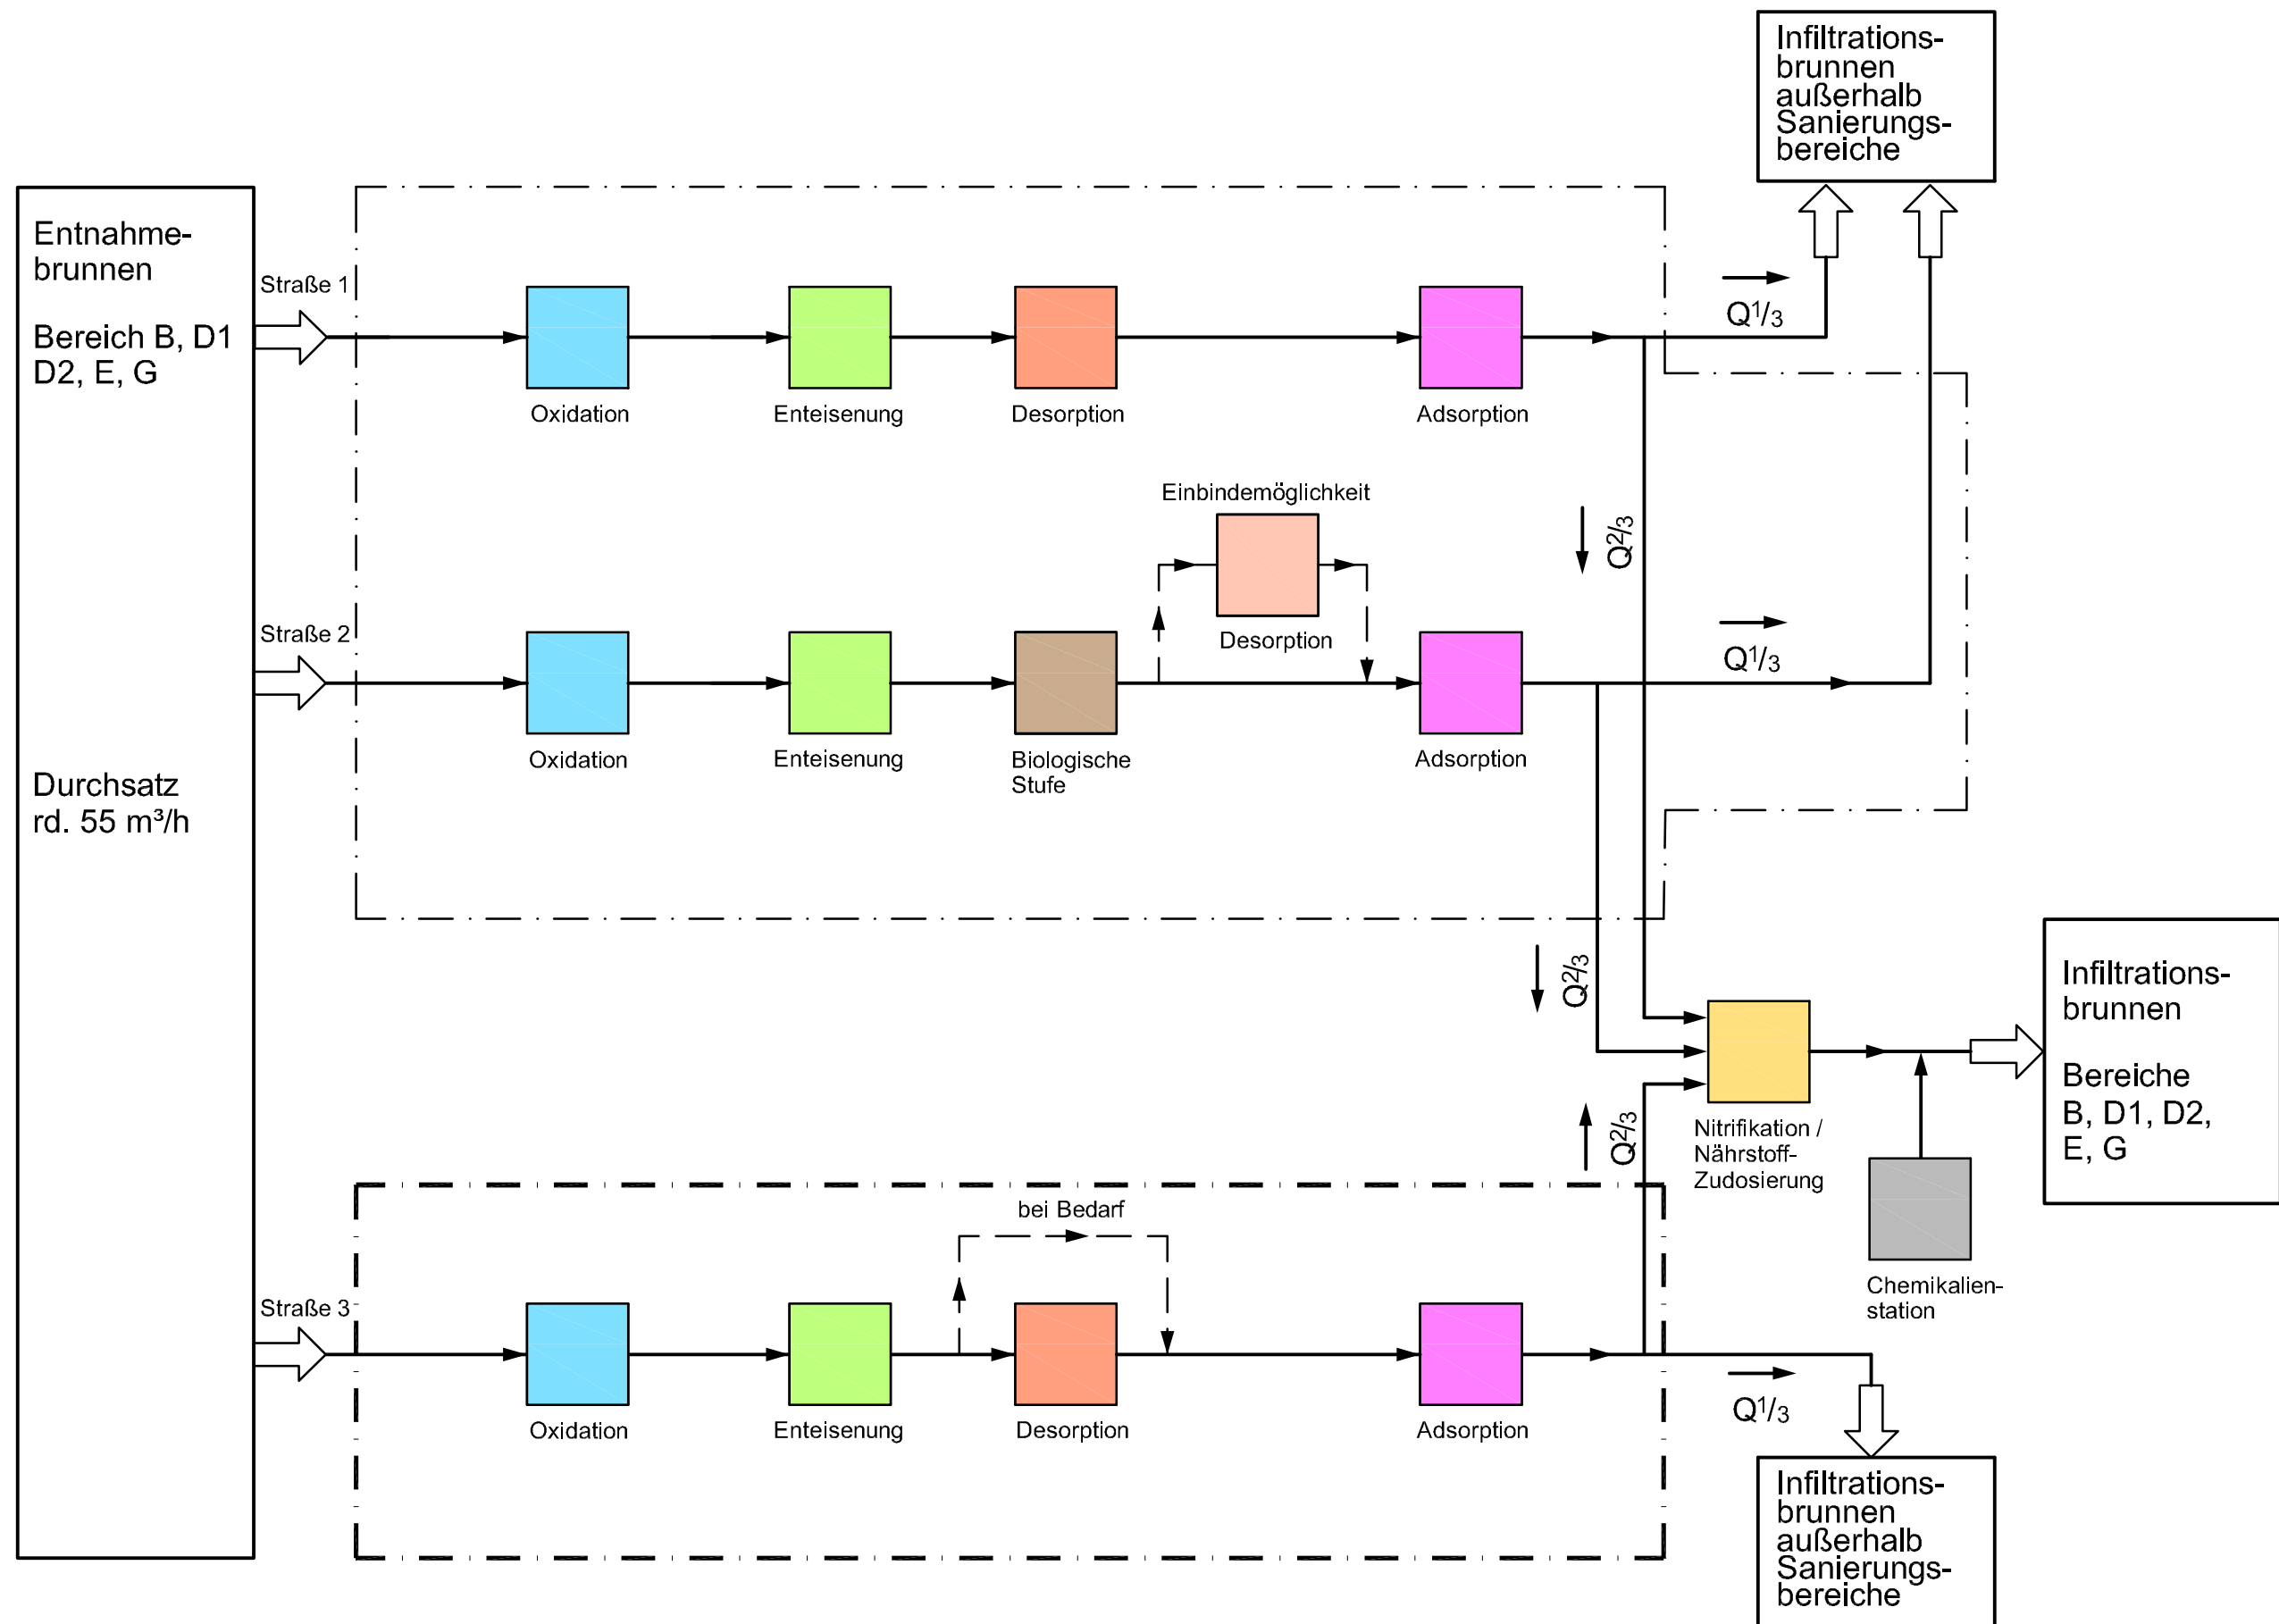 Infiltrations-
brunnen
außerhalb
Sanierungs-
bereiche
Entnahme-
brunnen
Bereich B, D1
D2, E, G
Durchsatz
rd. 55 m³/h
Straße 1
Oxidation
Enteisenung
Desorption
Adsorption
Q1/3
Einbindemöglichkeit
Desorption
Q2/3
Straße 2
Oxidation
Enteisenung
Biologische
Stufe
Adsorption
Q1/3
Q2/3
Infiltrations-
brunnen
Bereiche
B, D1, D2,
E, G
Nitrifikation /
Nährstoff-
Zudosierung
Q2/3
Chemikalien-
station
bei Bedarf
Straße 3
Oxidation
Enteisenung
Desorption
Adsorption
Q1/3
Infiltrations-
brunnen
außerhalb
Sanierungs-
bereiche